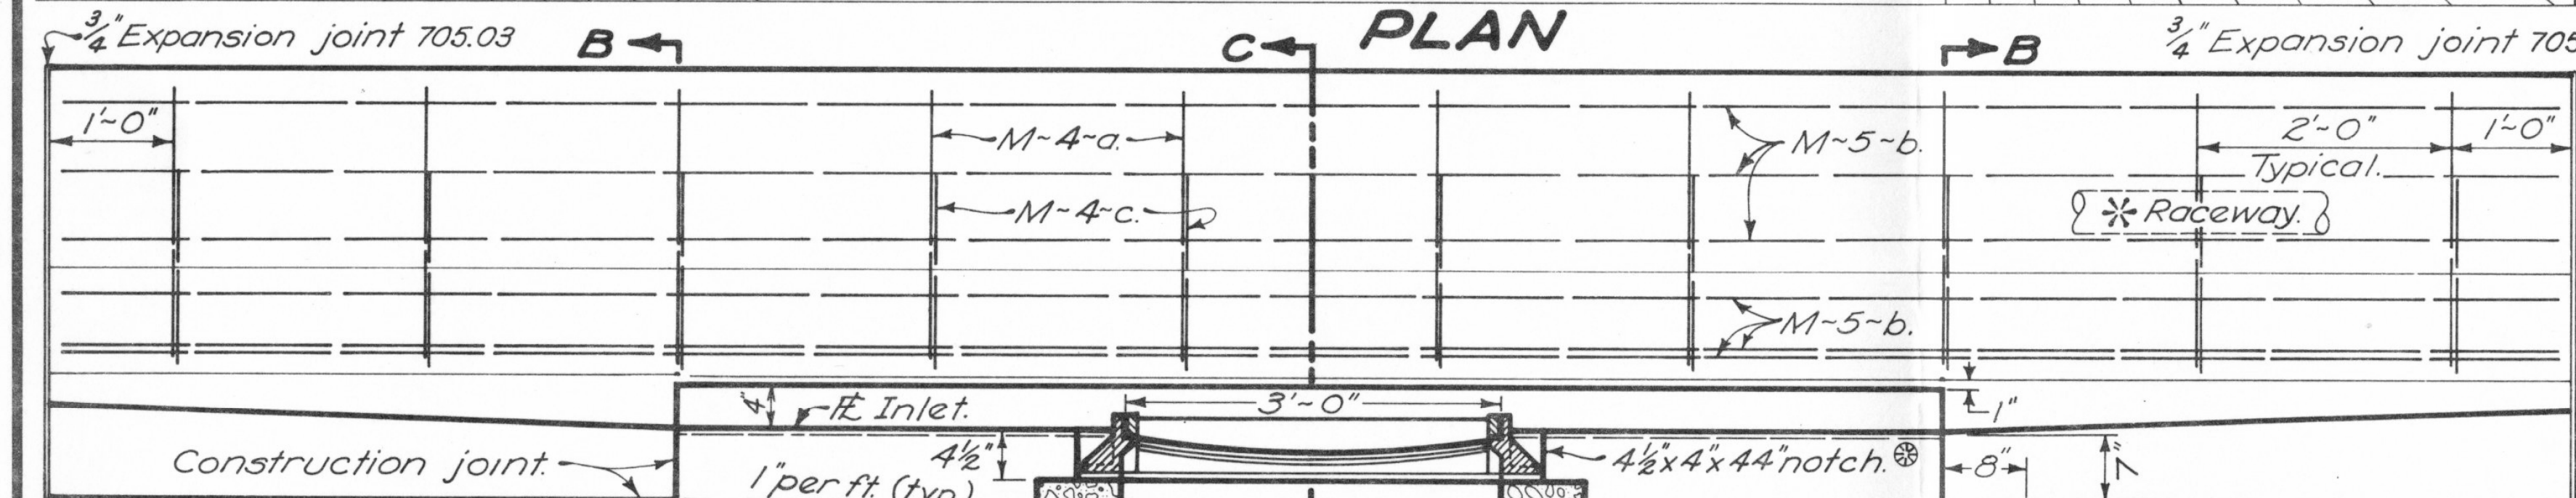 PLAN
3/4" Expansion joint 705.03
B
C
B
3/4" Expansion joint 705
1'~0"
M~4~a.
M~5~b.
2'~0"
1'~0"
Typical.
M~4~c.
* Raceway.
M~5~b.
4"
Inlet.
3'~0"
1"
Construction joint.
4½"
4½"x4"x44" notch.
8"
7"
1" per ft. (typ.)